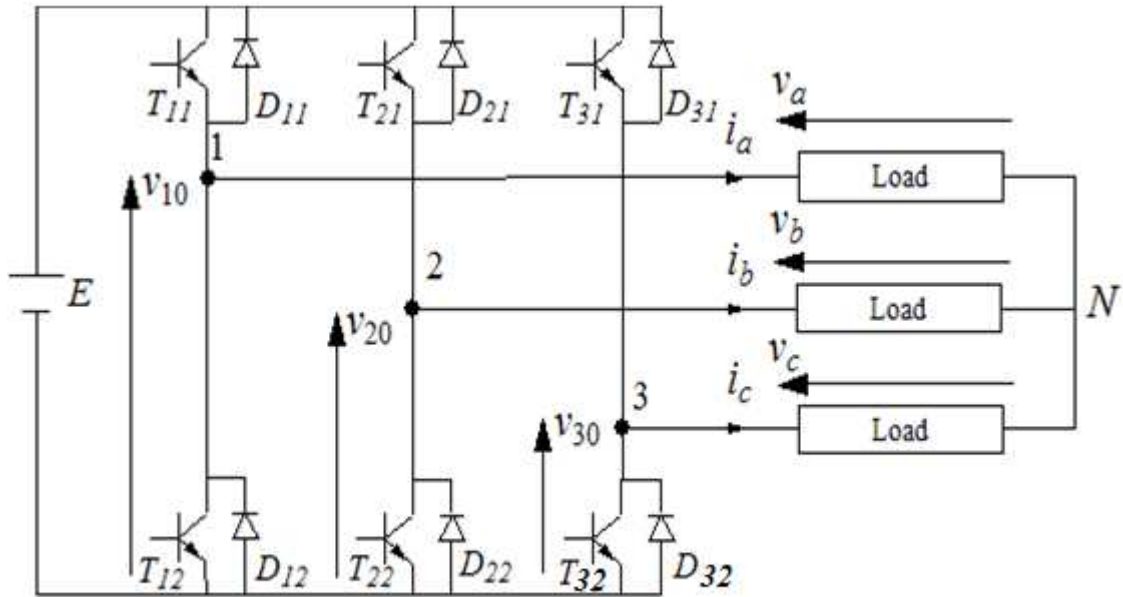 T11 D11 T21 D21 T31 D31
va
1
ia
Load
v10
vb
2
ib
E
Load
N
v20
vc
3
ic
Load
v30
T12 D12 T22 D22 T32 D32